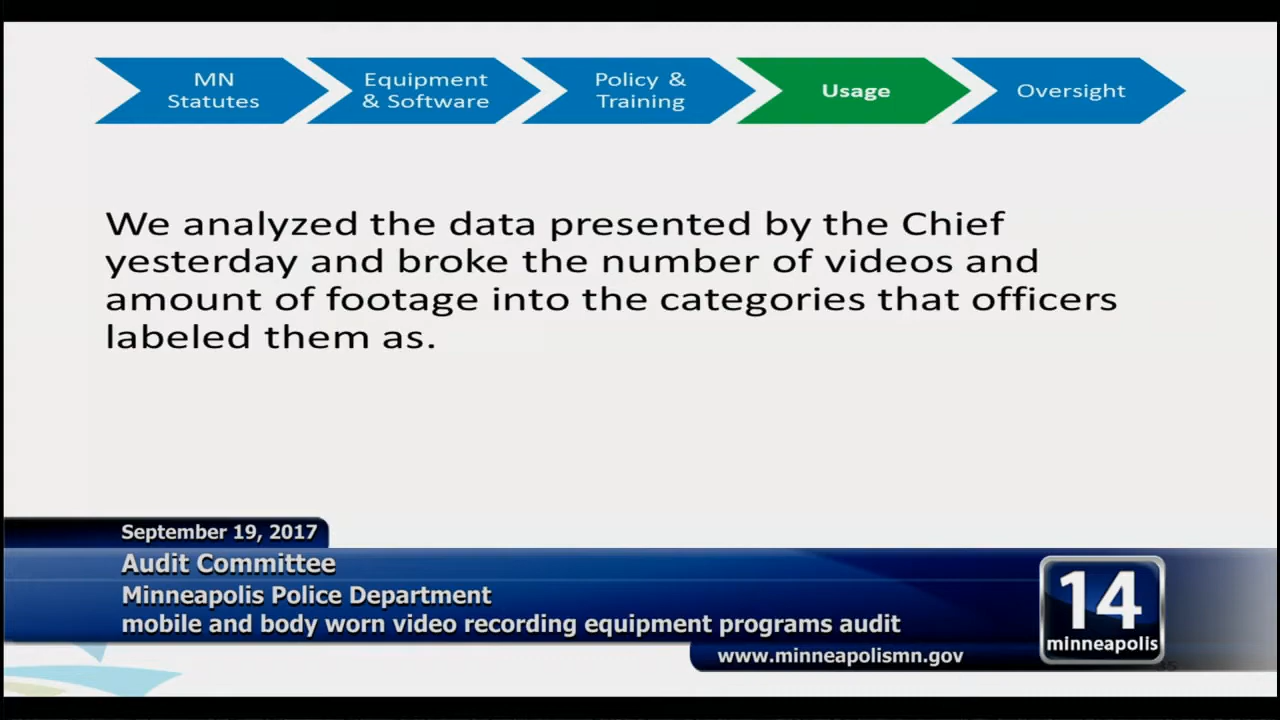 MN
Statutes
Equipment
& Software
Policy &
Training
Usage
Oversight
We analyzed the data presented by the Chief
yesterday and broke the number of videos and
amount of footage into the categories that officers
labeled them as.
September 19, 2017
Audit Committee
Minneapolis Police Department
mobile and body worn video recording equipment programs audit
www.minneapolismn.gov
14
minneapolis